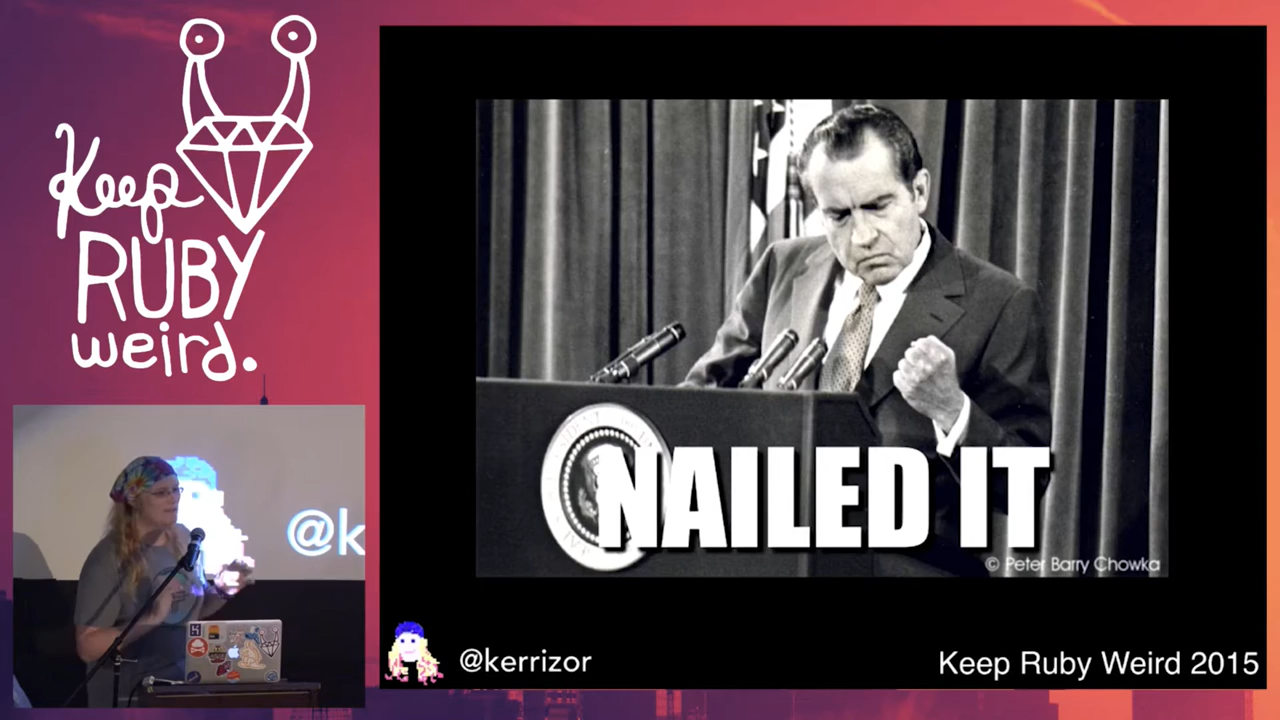 Keep
RUBY
weird.
@k
NAILED IT
© Peter Barry Chowka
@kerrizor
Keep Ruby Weird 2015